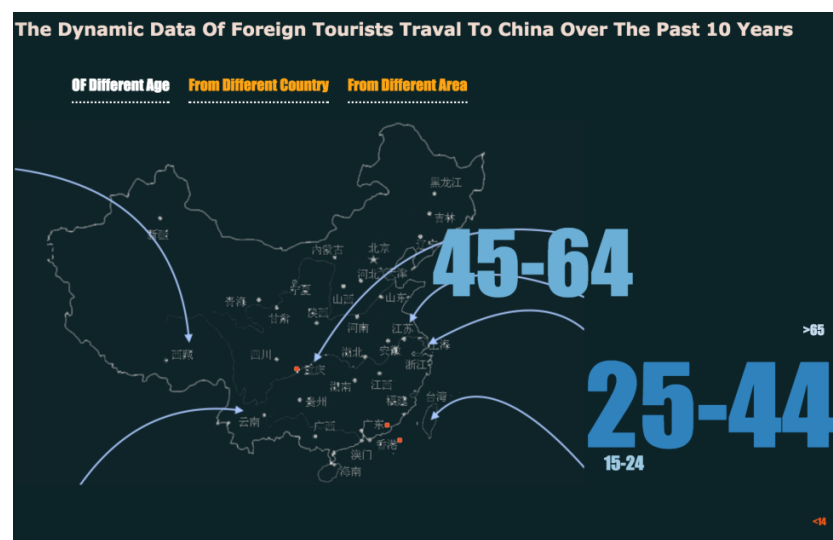 The Dynamic Data Of Foreign Tourists Traval To China Over The Past 10 Years
OF Different Age From Different Country From Different Area
黑龙江
吉林
新疆
内蒙古
北京
45-64
河北
宁夏
山西
山东
青海
甘肃
陕西
河南
江苏
>65
西藏
四川
湖北
安徽
上海
浙江
重庆
湖南
江西
贵州
福建
台湾
25-44
云南
广西
广东
香港
澳门
15-24
海南
<14